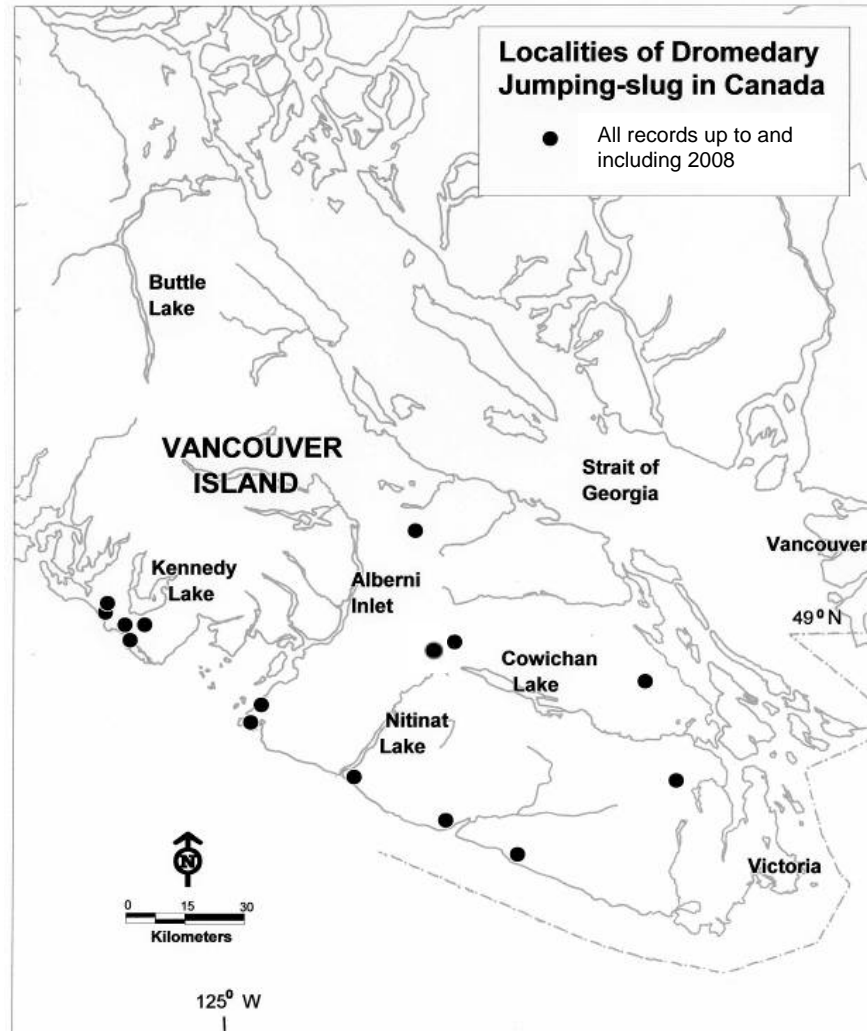 Localities of Dromedary
Jumping-slug in Canada
All records up to and
including 2008
Buttle
Lake
VANCOUVER
ISLAND
Strait of
Georgia
Vancouver
Kennedy
Lake
Alberni
Inlet
49° N
Cowichan
Lake
Nitinat
Lake
Victoria
N
0 15 30
Kilometers
125° W